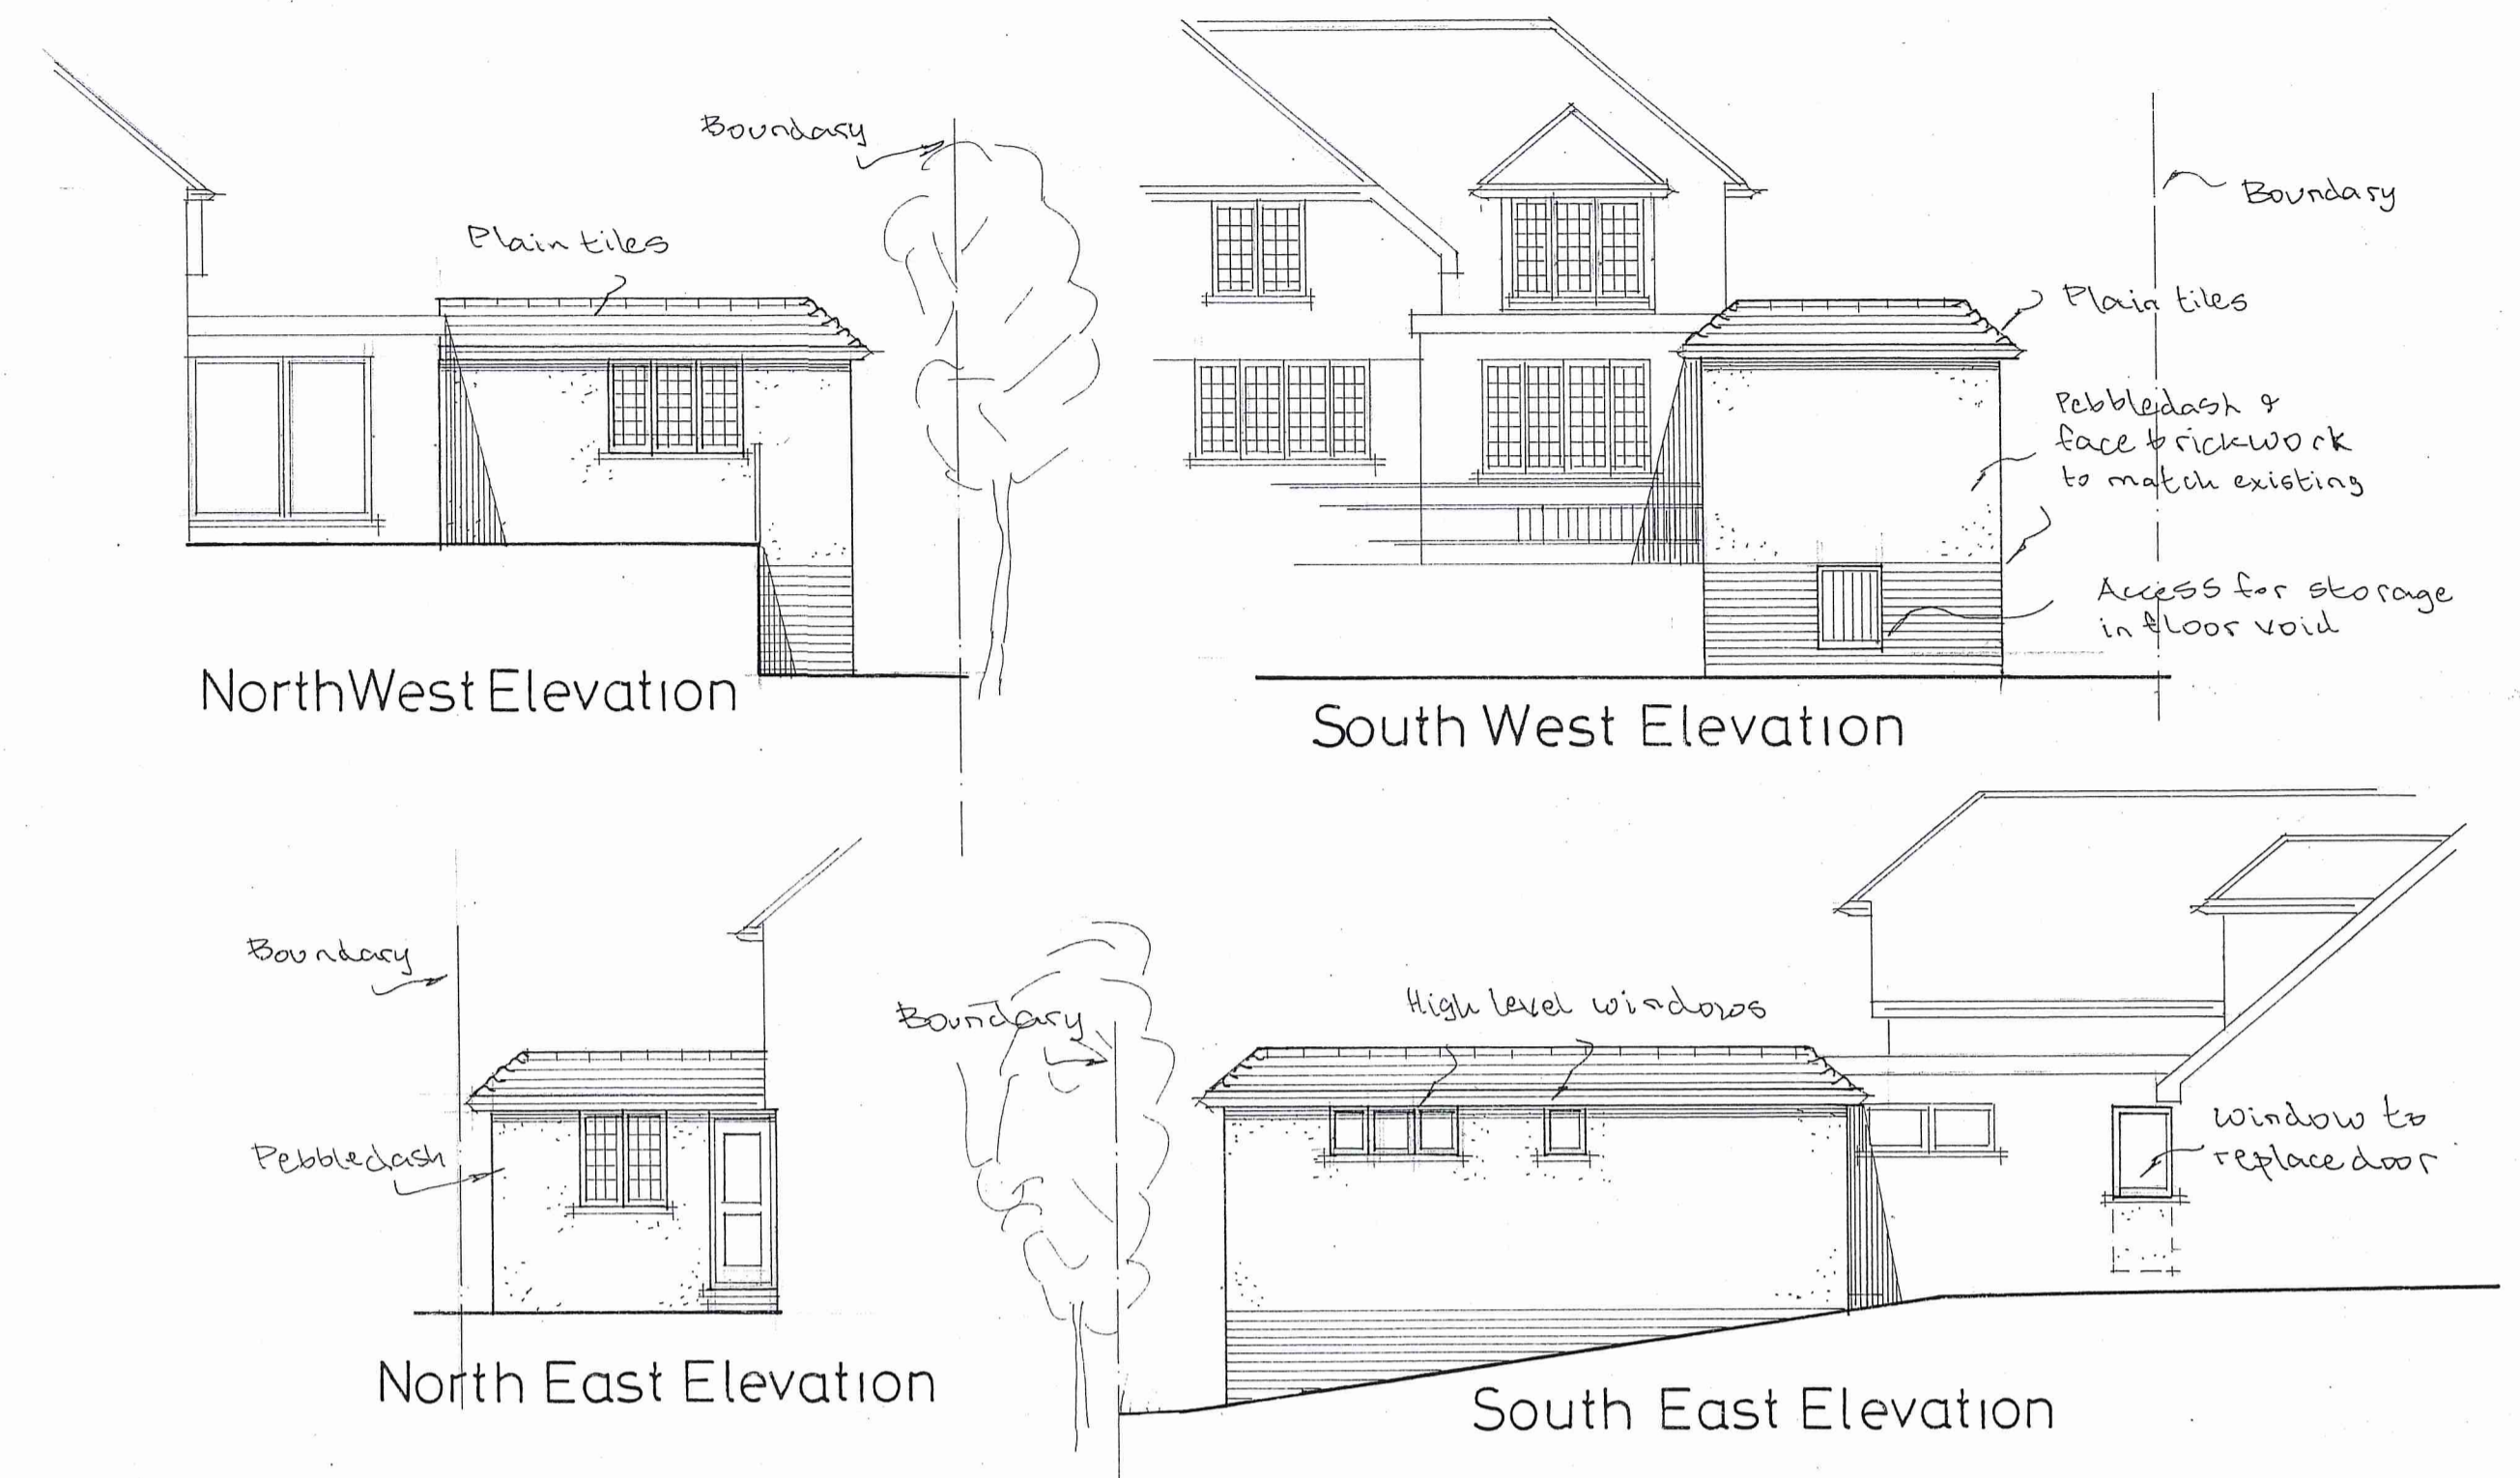 Boundary
Plain tiles
NorthWest Elevation
Boundary
Plain tiles
Pebbledash &
face brickwork
to match existing
Access for storage
in floor void
South West Elevation
Boundary
Pebbledash
North East Elevation
Boundary
High level windows
window to
replace door
South East Elevation